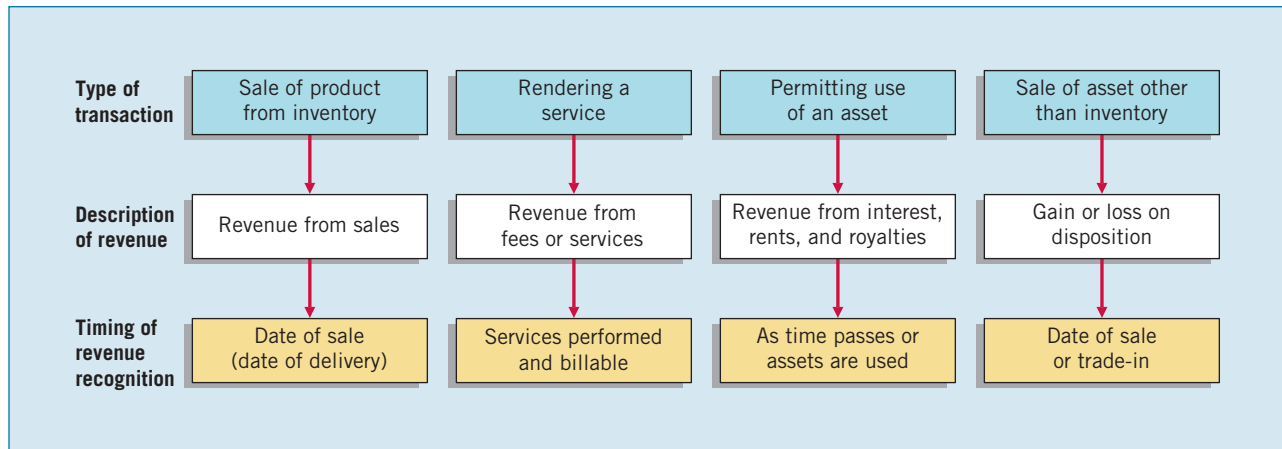 Type of
transaction
Sale of product
from inventory
Rendering a
service
Permitting use
of an asset
Sale of asset other
than inventory
Description
of revenue
Revenue from sales
Revenue from
fees or services
Revenue from interest,
rents, and royalties
Gain or loss on
disposition
Timing of
revenue
recognition
Date of sale
(date of delivery)
Services performed
and billable
As time passes or
assets are used
Date of sale
or trade-in